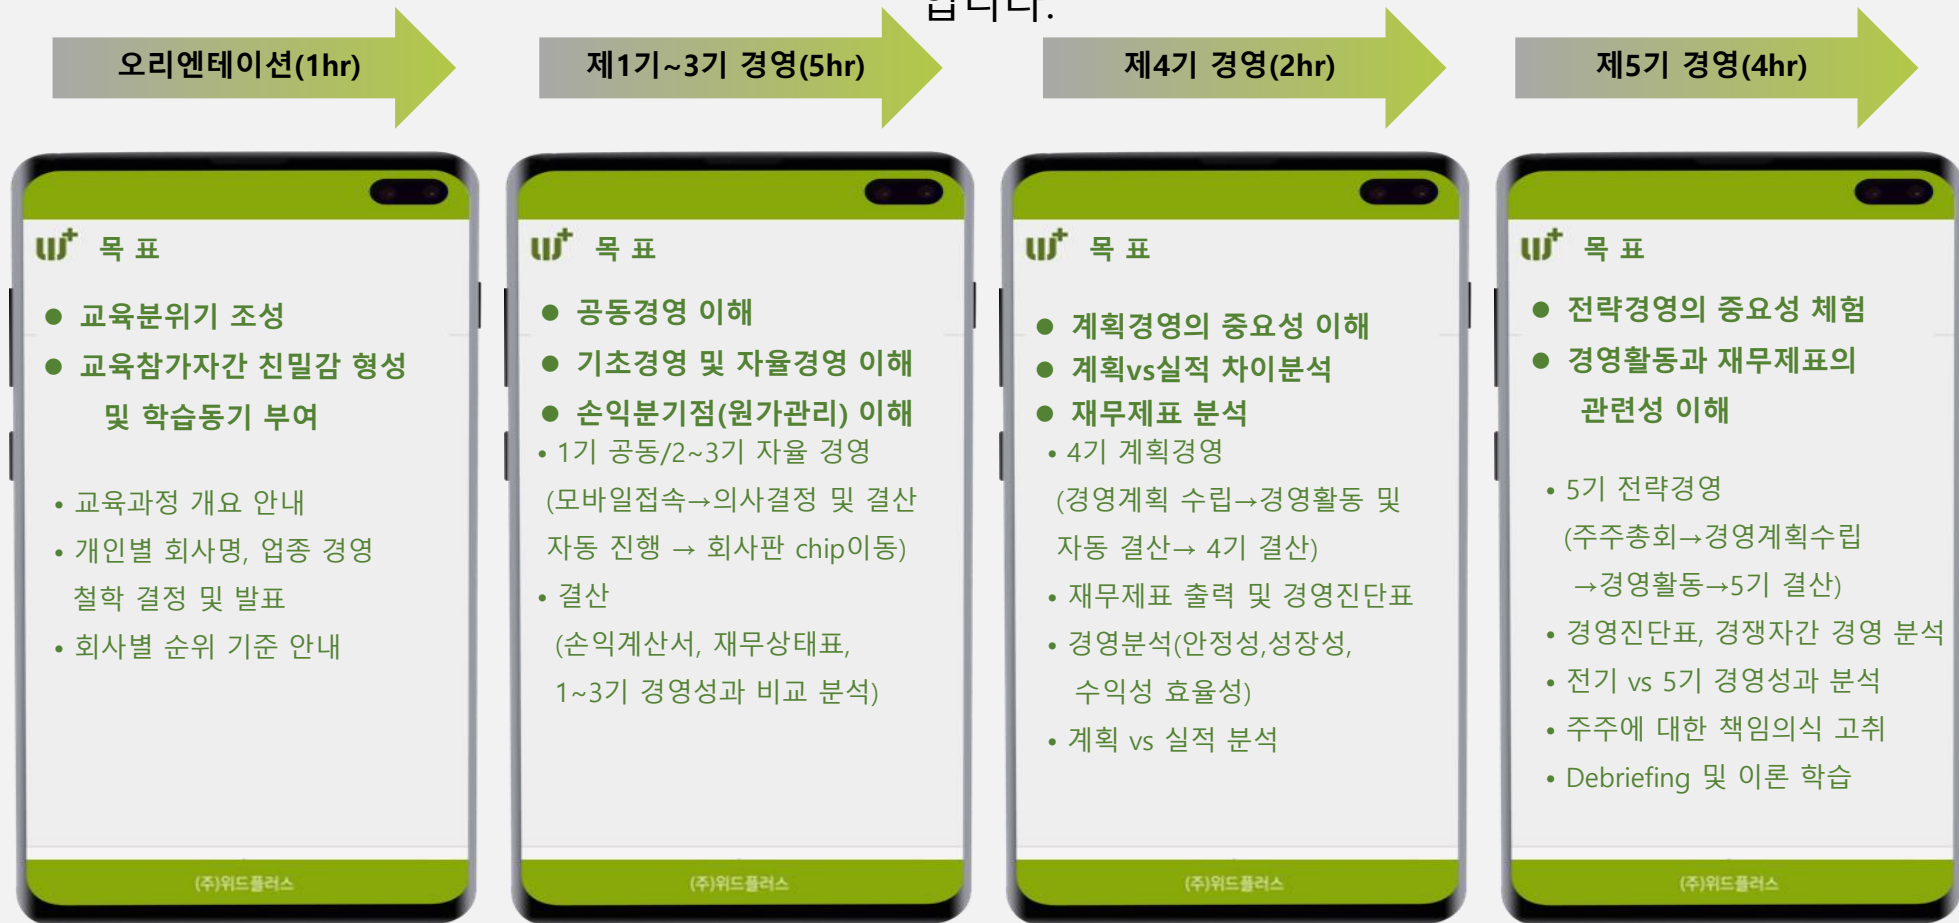 입니다.
오리엔테이션(1hr)
제1기~3기 경영(5hr)
제4기 경영(2hr)
제5기 경영(4hr)
w+ 목 표
● 교육분위기 조성
● 교육참가자간 친밀감 형성
및 학습동기 부여
• 교육과정 개요 안내
• 개인별 회사명, 업종 경영
철학 결정 및 발표
• 회사별 순위 기준 안내
(주)위드플러스
w+ 목 표
● 공동경영 이해
● 기초경영 및 자율경영 이해
● 손익분기점(원가관리) 이해
• 1기 공동/2~3기 자율 경영
(모바일접속→의사결정 및 결산
자동 진행 → 회사판 chip이동)
• 결산
(손익계산서, 재무상태표,
1~3기 경영성과 비교 분석)
(주)위드플러스
w+ 목 표
● 계획경영의 중요성 이해
● 계획vs실적 차이분석
● 재무제표 분석
• 4기 계획경영
(경영계획 수립→경영활동 및
자동 결산→ 4기 결산)
• 재무제표 출력 및 경영진단표
• 경영분석(안정성,성장성,
수익성 효율성)
• 계획 vs 실적 분석
(주)위드플러스
w+ 목 표
● 전략경영의 중요성 체험
● 경영활동과 재무제표의
관련성 이해
• 5기 전략경영
(주주총회→경영계획수립
→경영활동→5기 결산)
• 경영진단표, 경쟁자간 경영 분석
• 전기 vs 5기 경영성과 분석
• 주주에 대한 책임의식 고취
• Debriefing 및 이론 학습
(주)위드플러스